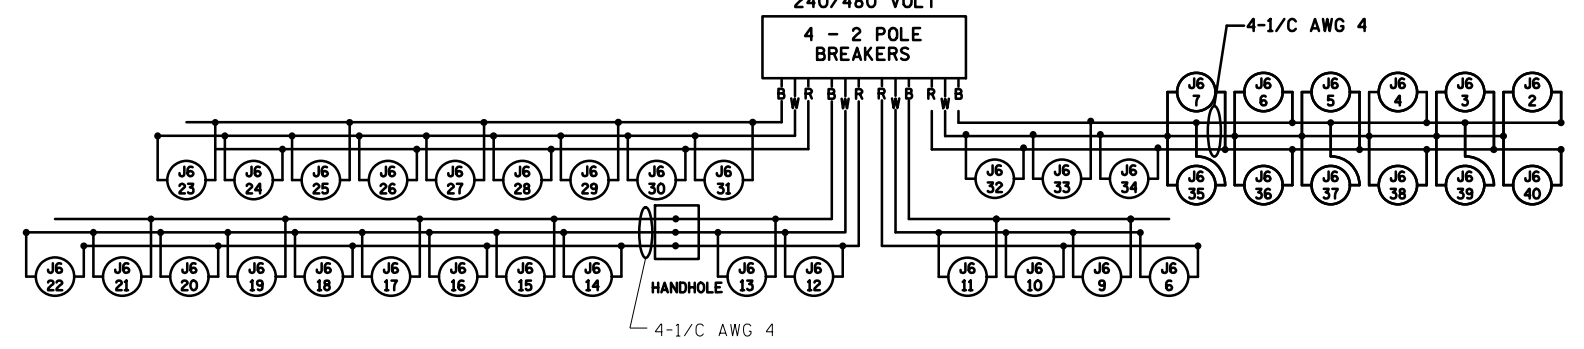 240/480 VOLT
4 - 2 POLE
BREAKERS
4-1/C AWG 4
B W R B W R R W B R W B
J6 7
J6 6
J6 5
J6 4
J6 3
J6 2
J6 23
J6 24
J6 25
J6 26
J6 27
J6 28
J6 29
J6 30
J6 31
J6 32
J6 33
J6 34
J6 35
J6 36
J6 37
J6 38
J6 39
J6 40
J6 22
J6 21
J6 20
J6 19
J6 18
J6 17
J6 16
J6 15
J6 14
HANDHOLE
J6 13
J6 12
J6 11
J6 10
J6 9
J6 6
4-1/C AWG 4